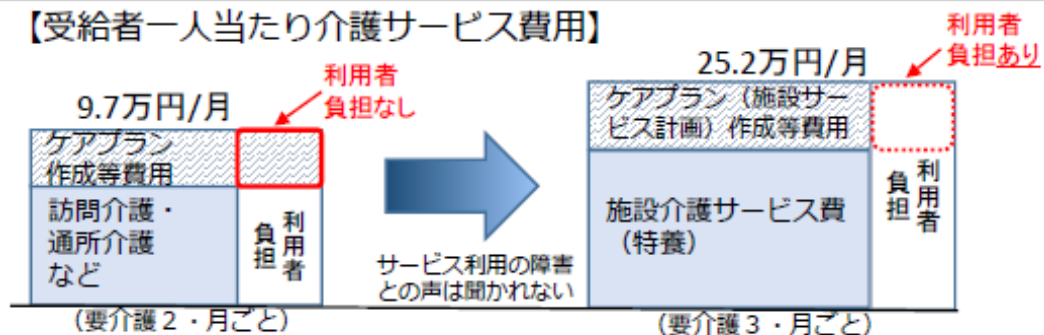 【受給者一人当たり介護サービス費用】
9.7万円/月
利用者
負担なし
ケアプラン
作成等費用
訪問介護・
通所介護
など
利用者
負担
（要介護２・月ごと）
サービス利用の障害
との声は聞かれない
25.2万円/月
利用者
負担あり
ケアプラン（施設サー
ビス計画）作成等費用
施設介護サービス費
（特養）
利用者
負担
（要介護３・月ごと）